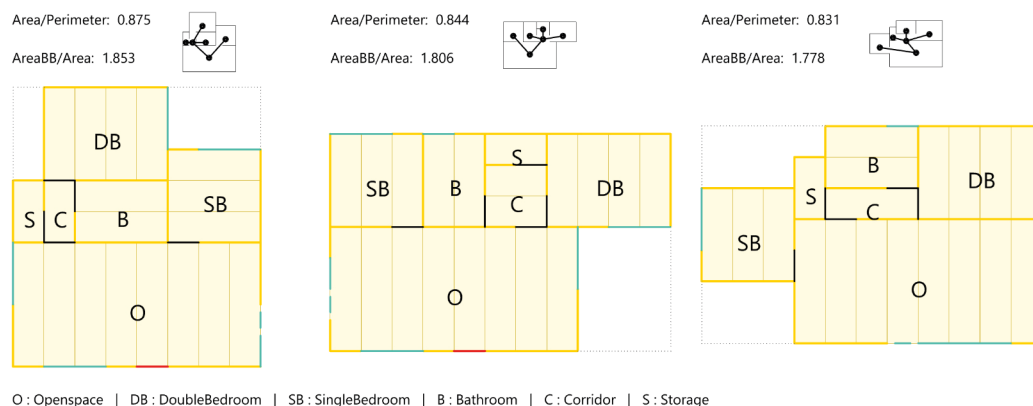 Area/Perimeter: 0.875
AreaBB/Area: 1.853
Area/Perimeter: 0.844
AreaBB/Area: 1.806
Area/Perimeter: 0.831
AreaBB/Area: 1.778
DB
S
C
B
SB
O
SB
B
S
C
DB
O
SB
S
B
C
DB
O
O : Openspace | DB : DoubleBedroom | SB : SingleBedroom | B : Bathroom | C : Corridor | S : Storage